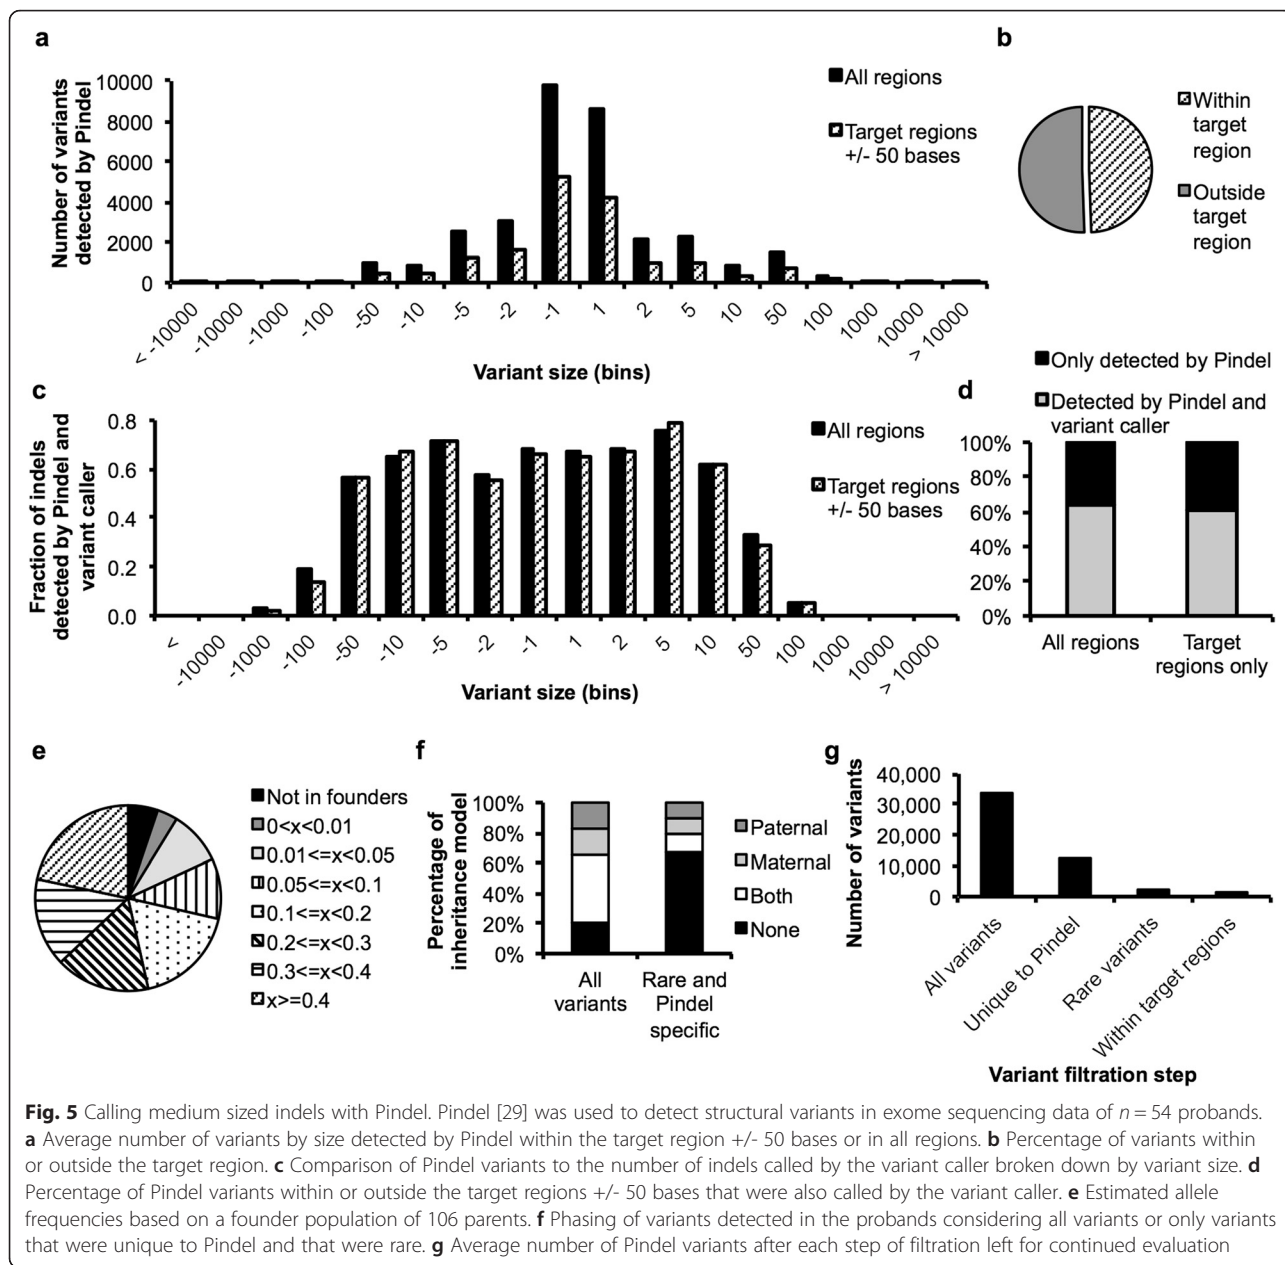 a
Number of variants
detected by Pindel
10000
8000
6000
4000
2000
0
< -10000
-10000
-1000
-100
-50
-10
-5
-2
-1
1
2
5
10
50
100
1000
10000
> 10000
Variant size (bins)
All regions
Target regions
+/- 50 bases
b
Within
target
region
Outside
target
region
c
Fraction of indels
detected by Pindel and
variant caller
0.8
0.6
0.4
0.2
0.0
<
-10000
-1000
-100
-50
-10
-5
-2
-1
1
2
5
10
50
100
1000
10000
> 10000
Variant size (bins)
All regions
Target regions
+/- 50 bases
d
Only detected by Pindel
Detected by Pindel and
variant caller
100%
80%
60%
40%
20%
0%
All regions
Target
regions only
e
Not in founders
0<x<0.01
0.01<=x<0.05
0.05<=x<0.1
0.1<=x<0.2
0.2<=x<0.3
0.3<=x<0.4
x>=0.4
f
Percentage of
inheritance model
100%
80%
60%
40%
20%
0%
All
variants
Rare and
Pindel
specific
Paternal
Maternal
Both
None
g
Number of variants
40,000
30,000
20,000
10,000
0
All variants
Unique to Pindel
Rare variants
Within target regions
Variant filtration step
Fig. 5 Calling medium sized indels with Pindel. Pindel [29] was used to detect structural variants in exome sequencing data of n = 54 probands.
a Average number of variants by size detected by Pindel within the target region +/- 50 bases or in all regions. b Percentage of variants within
or outside the target region. c Comparison of Pindel variants to the number of indels called by the variant caller broken down by variant size. d
Percentage of Pindel variants within or outside the target regions +/- 50 bases that were also called by the variant caller. e Estimated allele
frequencies based on a founder population of 106 parents. f Phasing of variants detected in the probands considering all variants or only variants
that were unique to Pindel and that were rare. g Average number of Pindel variants after each step of filtration left for continued evaluation